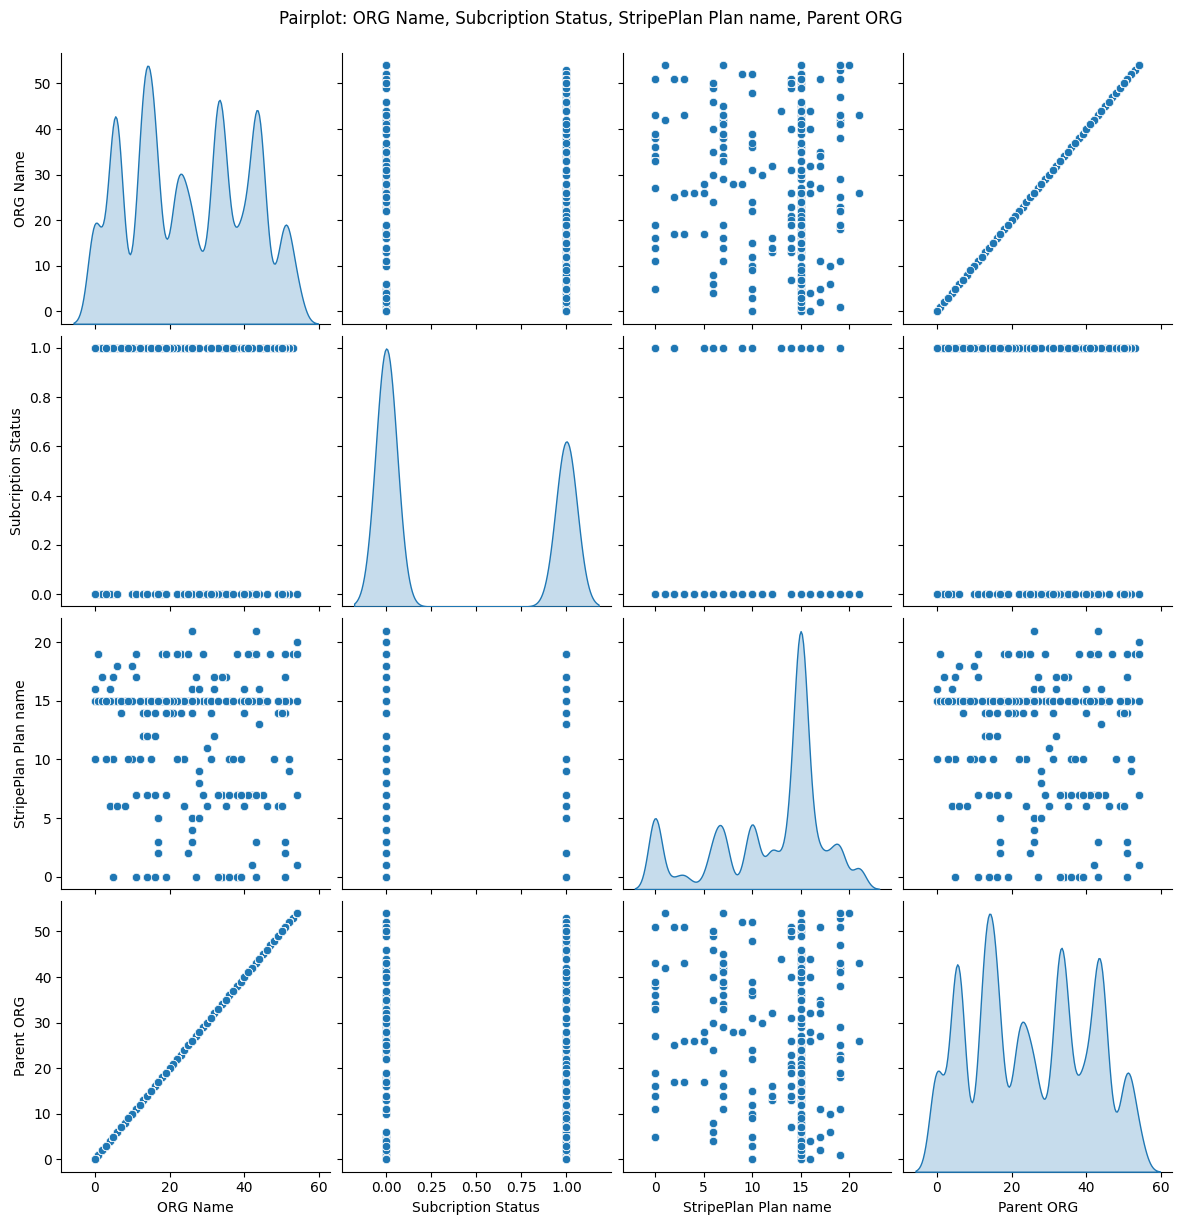 Pairplot: ORG Name, Subcription Status, StripePlan Plan name, Parent ORG
50
40
30
20
10
0
ORG Name
1.0
0.8
0.6
0.4
0.2
0.0
Subcription Status
20
15
10
5
0
StripePlan Plan name
50
40
30
20
10
0
Parent ORG
0 20 40 60
0.00 0.25 0.50 0.75 1.00
0 5 10 15 20
0 20 40 60
ORG Name
Subcription Status
StripePlan Plan name
Parent ORG